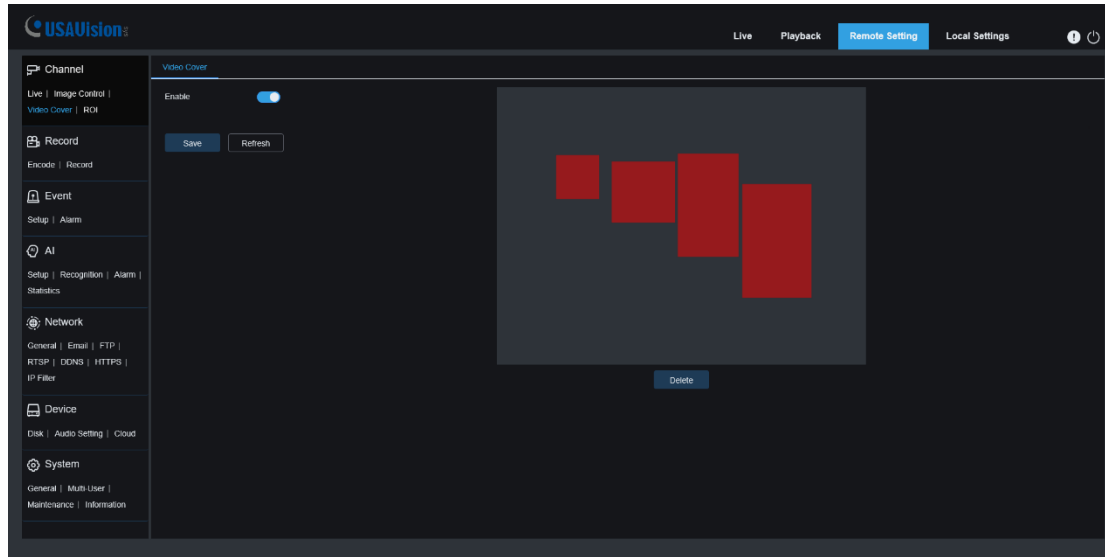 USAVision
Live
Playback
Remote Setting
Local Settings
Channel
Live | Image Control |
Video Cover | ROI
Record
Encode | Record
Event
Setup | Alarm
AI
Setup | Recognition | Alarm |
Statistics
Network
General | Email | FTP |
RTSP | DDNS | HTTPS |
IP Filter
Device
Disk | Audio Setting | Cloud
System
General | Multi-User |
Maintenance | Information
Video Cover
Enable
Save
Refresh
Delete